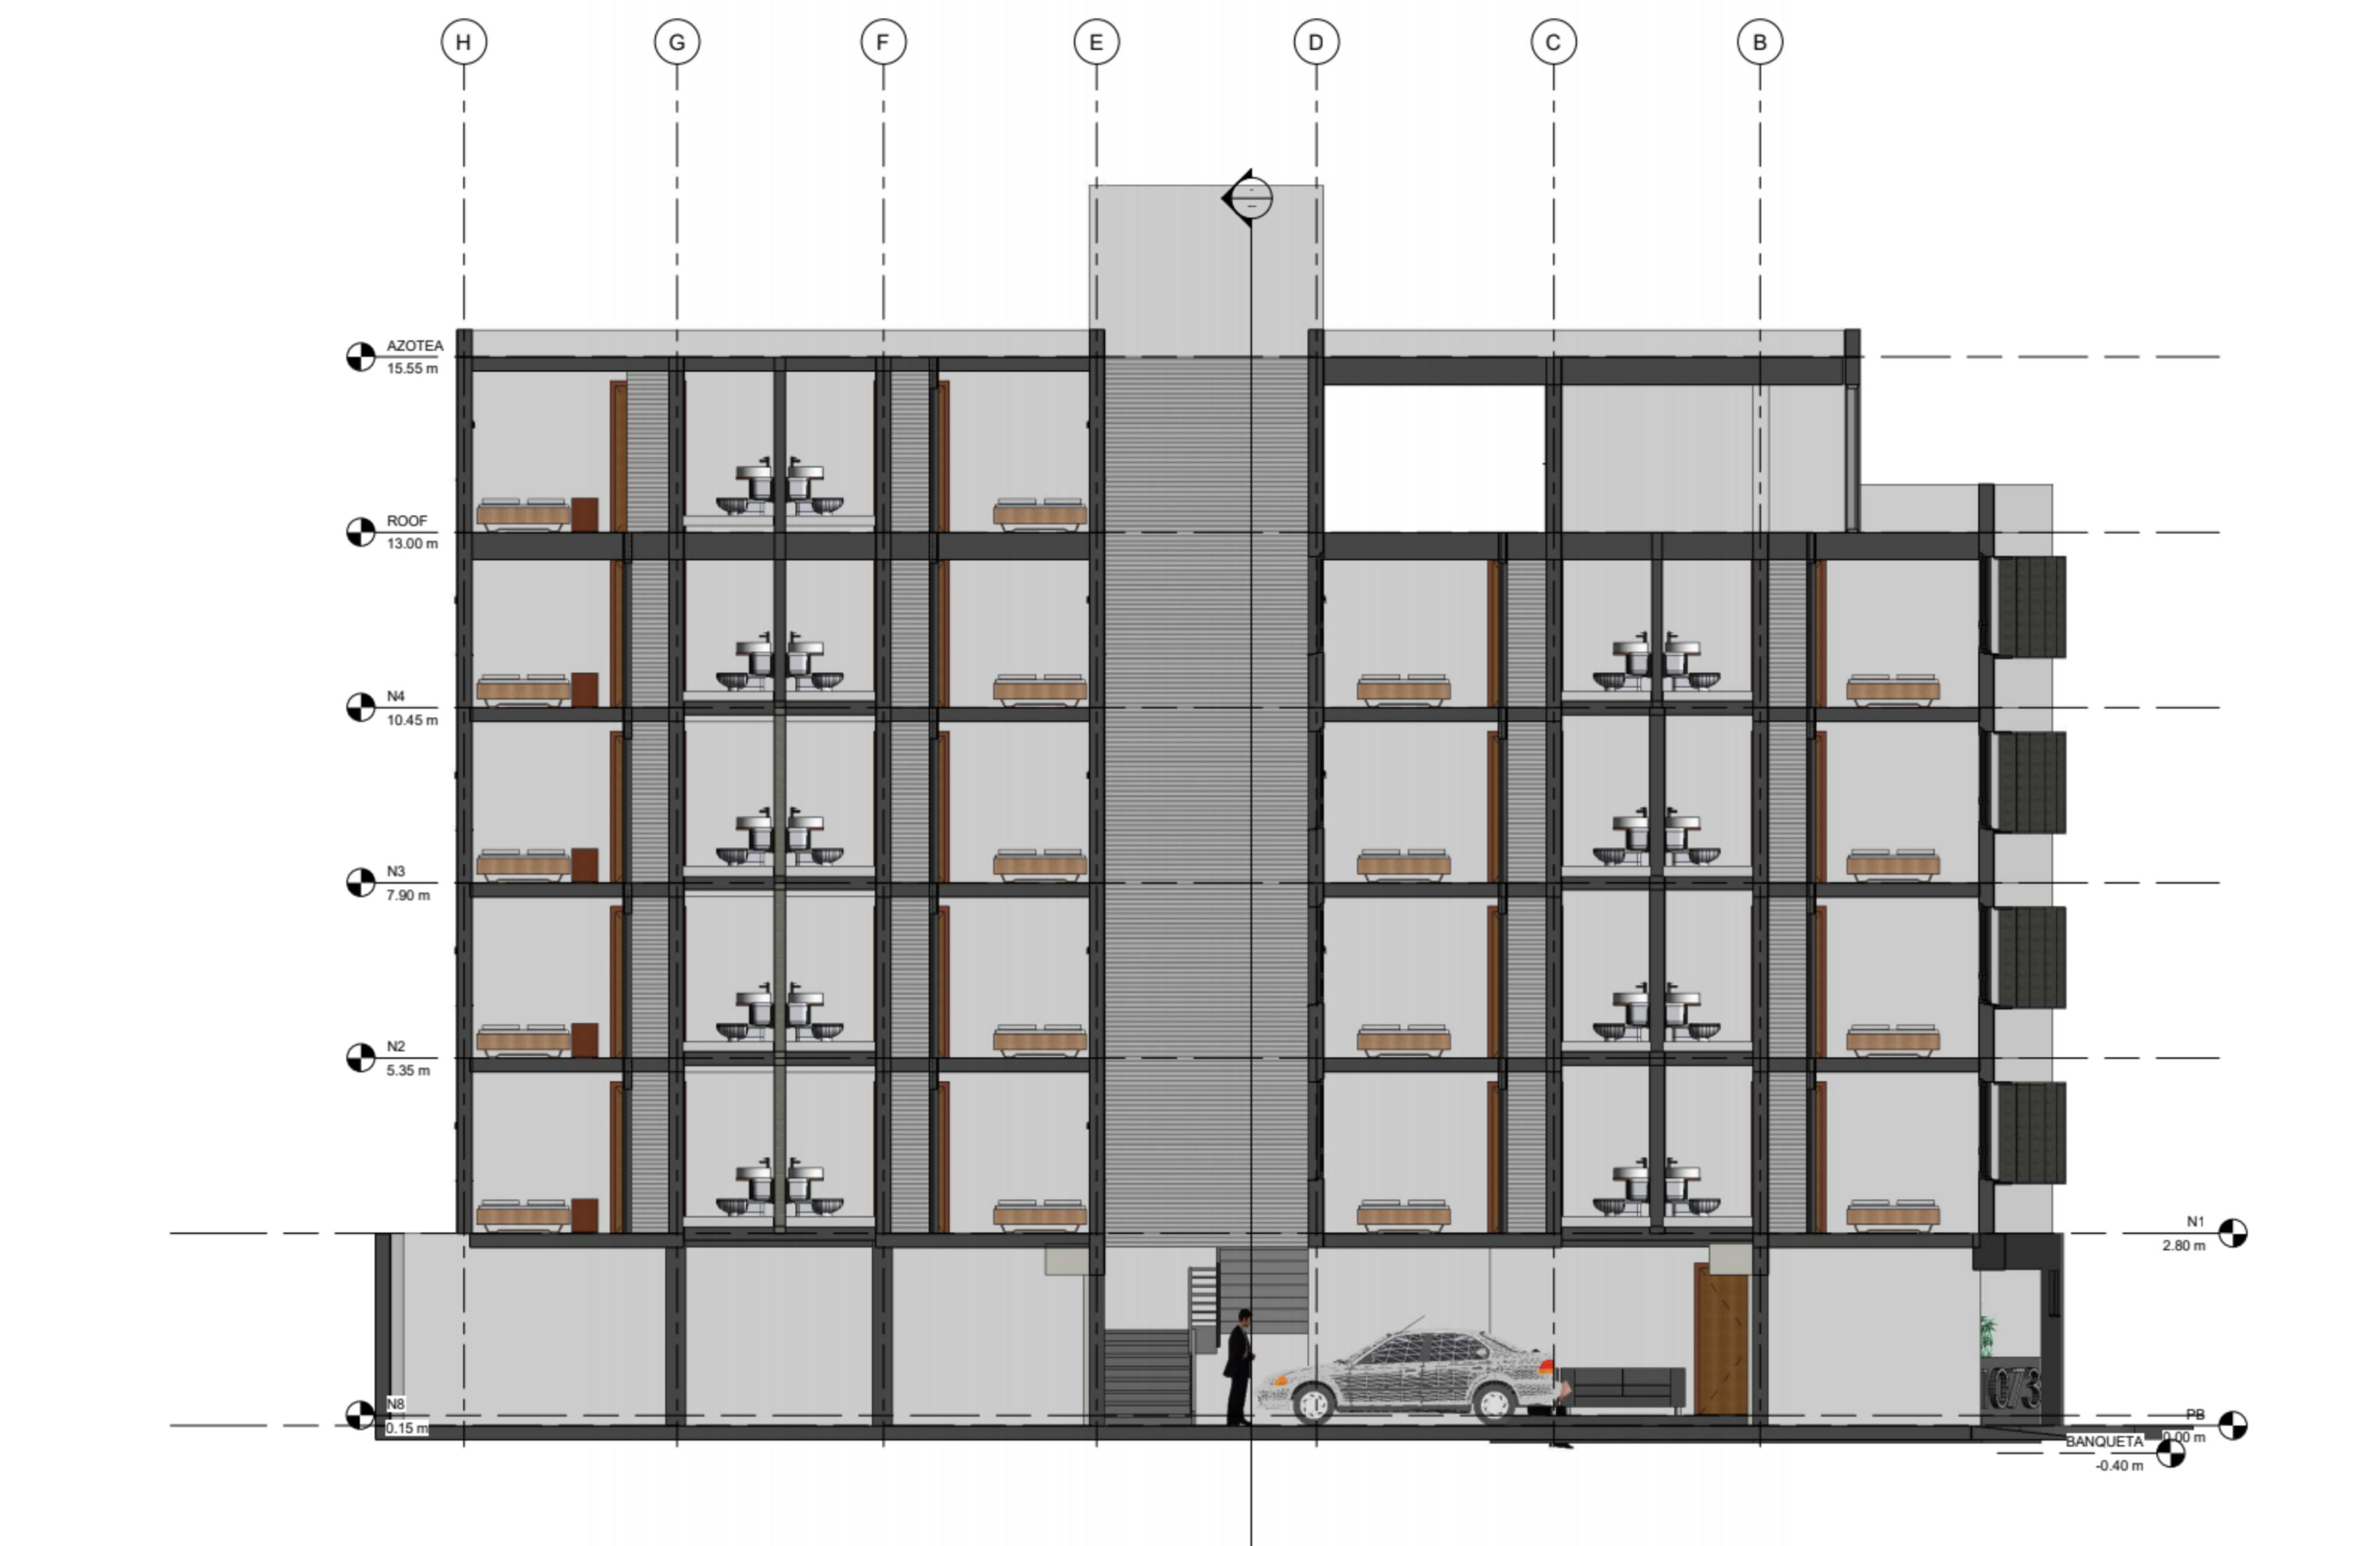 H G F E D C B
AZOTEA
15.55 m
ROOF
13.00 m
N4
10.45 m
N3
7.90 m
N2
5.35 m
N1
2.80 m
N8
0.15 m
1073
PB
0.00 m
BANQUETA
-0.40 m